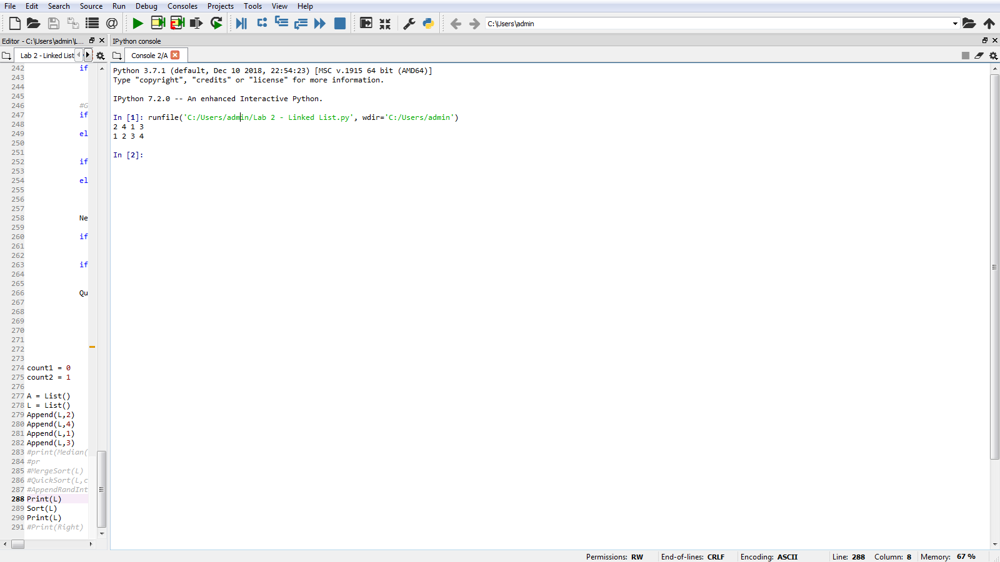 File Edit Search Source Run Debug Consoles Projects Tools View Help
C:\Users\admin
Editor - C:\Users\admin\L...
IPython console
Lab 2 - Linked List
Console 2/A
242 if
243
244
245
246 #G
247 if
248
249 el
250
251
252 if
253
254 el
255
256
257
258 Ne
259
260 if
261
262
263 if
264
265
266 Qu
267
268
269
270
271
272
273
274 count1 = 0
275 count2 = 1
276
277 A = List()
278 L = List()
279 Append(L,2)
280 Append(L,4)
281 Append(L,1)
282 Append(L,3)
283 #print(Median(
284 #pr
285 #MergeSort(L)
286 #QuickSort(L,c
287 #AppendRandInt
288 Print(L)
289 Sort(L)
290 Print(L)
291 #Print(Right)
Python 3.7.1 (default, Dec 10 2018, 22:54:23) [MSC v.1915 64 bit (AMD64)]
Type "copyright", "credits" or "license" for more information.
IPython 7.2.0 -- An enhanced Interactive Python.
In [1]: runfile('C:/Users/admin/Lab 2 - Linked List.py', wdir='C:/Users/admin')
2 4 1 3
1 2 3 4
In [2]:
Permissions: RW End-of-lines: CRLF Encoding: ASCII Line: 288 Column: 8 Memory: 67 %